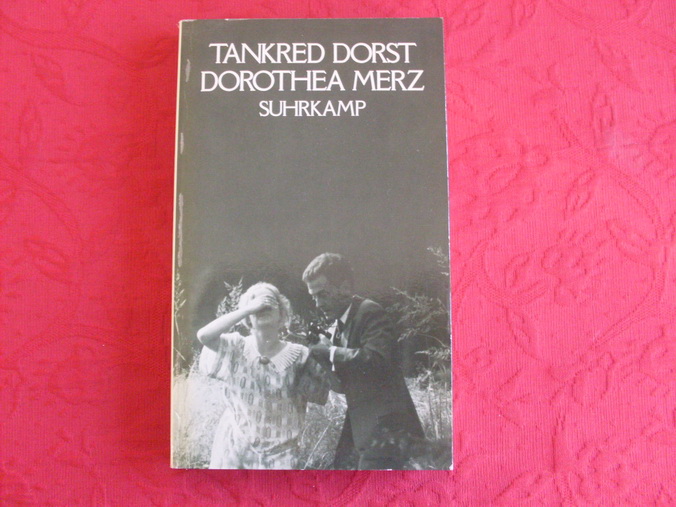 TANKRED DORST
DOROTHEA MERZ
SUHRKAMP